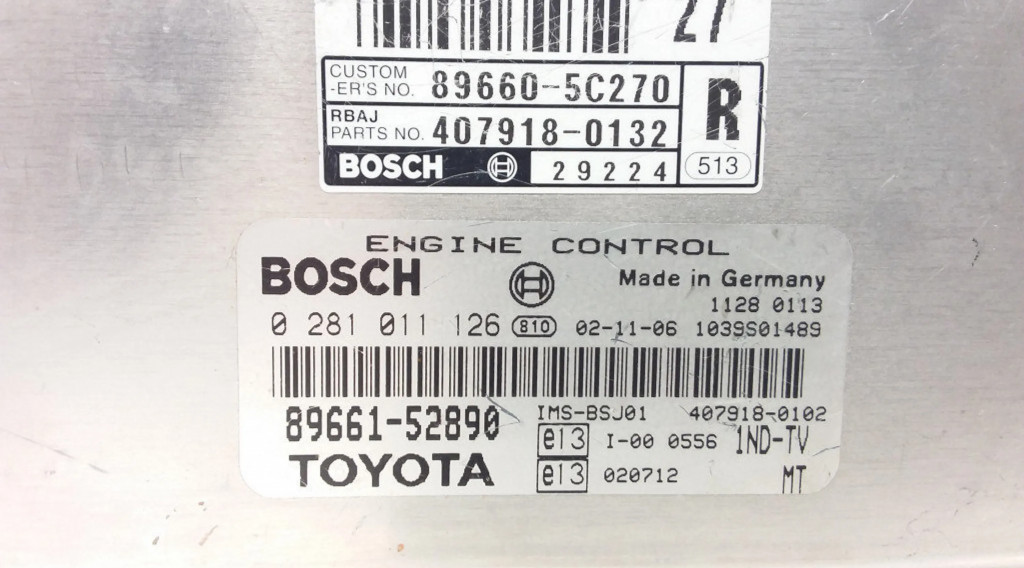 27
CUSTOM
-ER'S NO. 89660-5C270
RBAJ
PARTS NO. 407918-0132
R
BOSCH 29224 513
ENGINE CONTROL
BOSCH Made in Germany
1128 0113
0 281 011 126 810 02-11-06 1039S01489
89661-52890 IMS-BSJ01 407918-0102
e13 I-00 0556 1ND-TV
TOYOTA e13 020712 MT